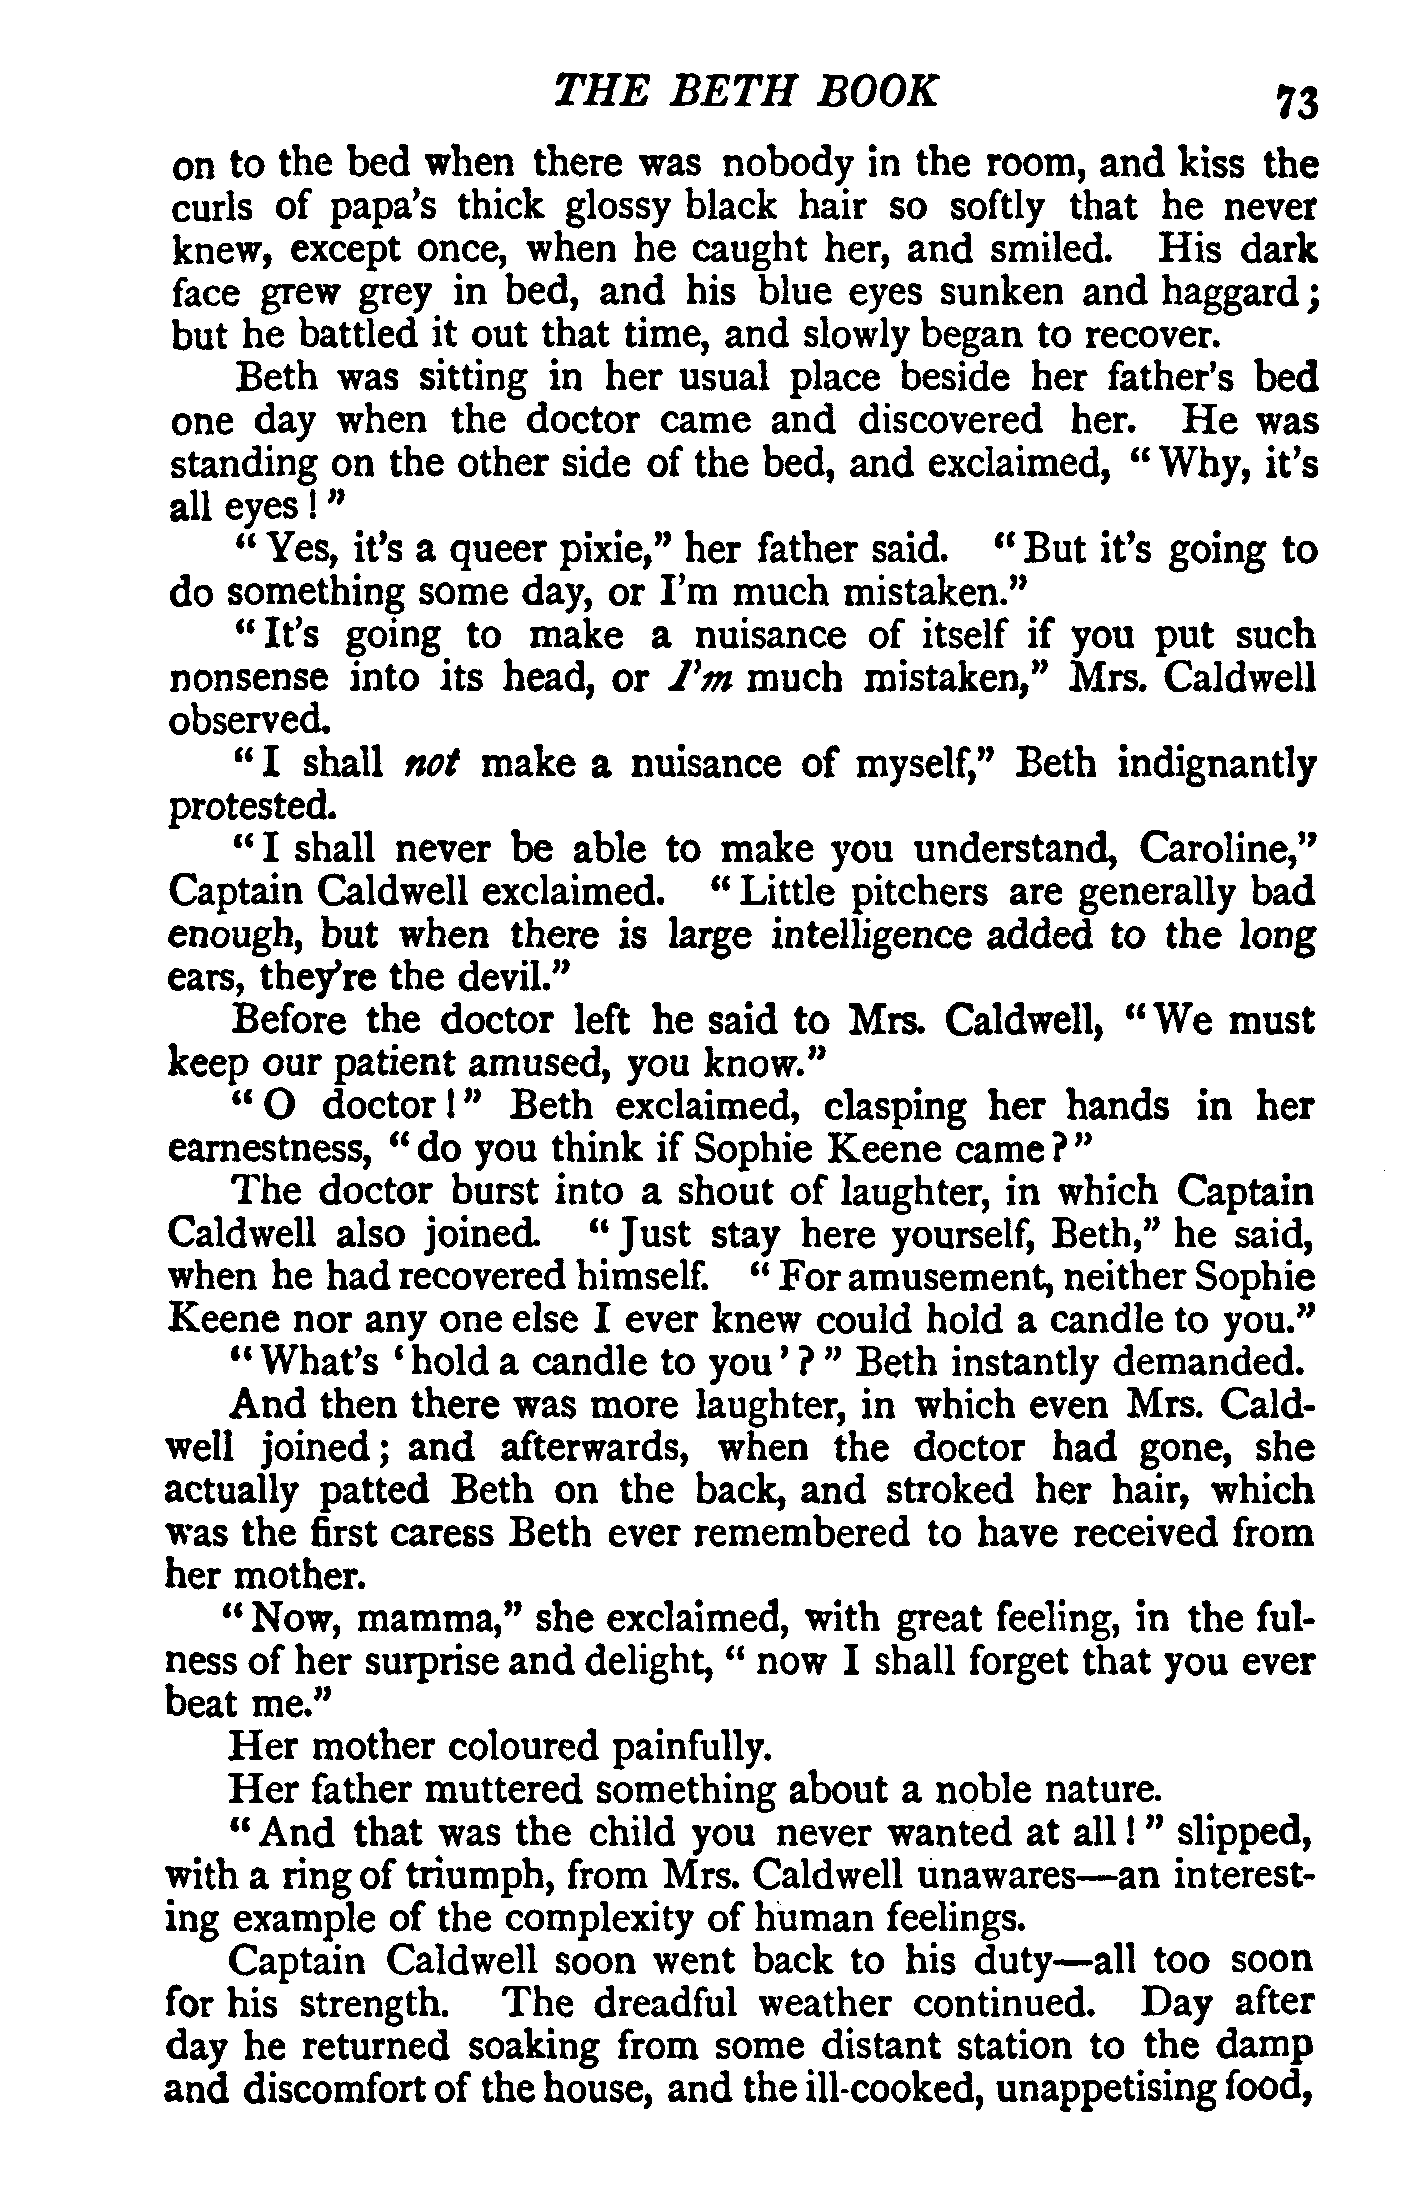 THE BETH BOOK 73
on to the bed when there was nobody in the room, and kiss the
curls of papa's thick glossy black hair so softly that he never
knew, except once, when he caught her, and smiled. His dark
face grew grey in bed, and his blue eyes sunken and haggard;
but he battled it out that time, and slowly began to recover.
Beth was sitting in her usual place beside her father's bed
one day when the doctor came and discovered her. He was
standing on the other side of the bed, and exclaimed, "Why, it's
all eyes!"
"Yes, it's a queer pixie," her father said. "But it's going to
do something some day, or I'm much mistaken."
"It's going to make a nuisance of itself if you put such
nonsense into its head, or I'm much mistaken," Mrs. Caldwell
observed.
"I shall not make a nuisance of myself," Beth indignantly
protested.
"I shall never be able to make you understand, Caroline,"
Captain Caldwell exclaimed. "Little pitchers are generally bad
enough, but when there is large intelligence added to the long
ears, they're the devil."
Before the doctor left he said to Mrs. Caldwell, "We must
keep our patient amused, you know."
"O doctor!" Beth exclaimed, clasping her hands in her
earnestness, "do you think if Sophie Keene came?"
The doctor burst into a shout of laughter, in which Captain
Caldwell also joined. "Just stay here yourself, Beth," he said,
when he had recovered himself. "For amusement, neither Sophie
Keene nor any one else I ever knew could hold a candle to you."
"What's 'hold a candle to you'?" Beth instantly demanded.
And then there was more laughter, in which even Mrs. Cald-
well joined; and afterwards, when the doctor had gone, she
actually patted Beth on the back, and stroked her hair, which
was the first caress Beth ever remembered to have received from
her mother.
"Now, mamma," she exclaimed, with great feeling, in the ful-
ness of her surprise and delight, "now I shall forget that you ever
beat me."
Her mother coloured painfully.
Her father muttered something about a noble nature.
"And that was the child you never wanted at all!" slipped,
with a ring of triumph, from Mrs. Caldwell unawares—an interest-
ing example of the complexity of human feelings.
Captain Caldwell soon went back to his duty—all too soon
for his strength. The dreadful weather continued. Day after
day he returned soaking from some distant station to the damp
and discomfort of the house, and the ill-cooked, unappetising food,